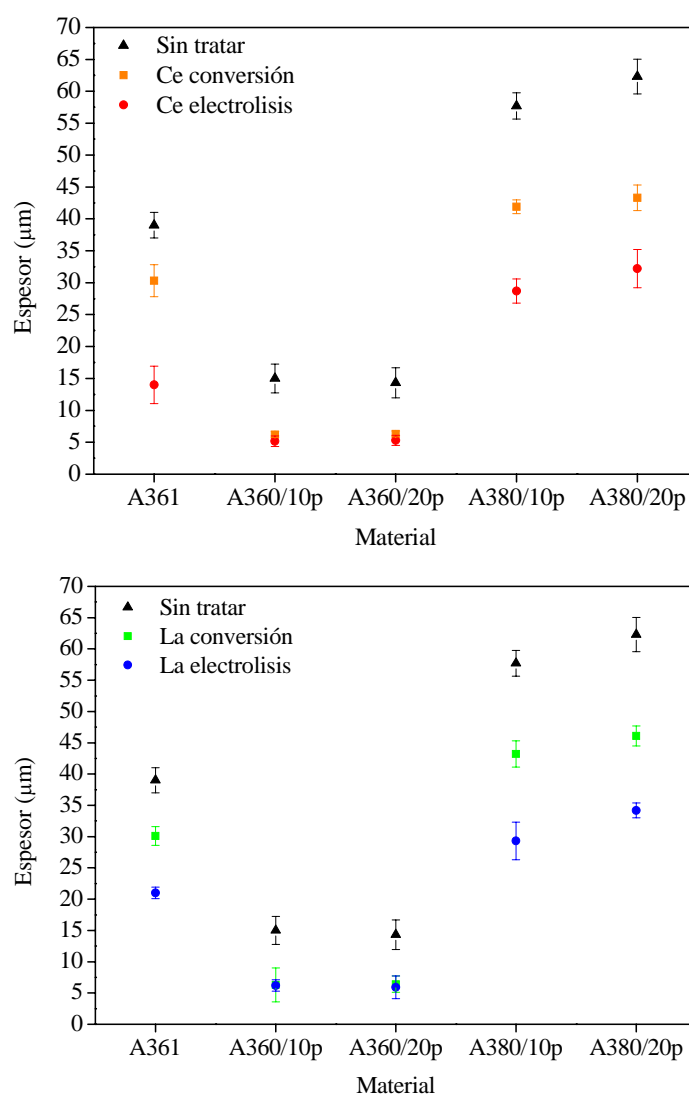 70
65
60
55
50
45
40
35
30
25
20
15
10
5
0
Espesor (μm)
Sin tratar
Ce conversión
Ce electrolisis
A361 A360/10p A360/20p A380/10p A380/20p
Material
70
65
60
55
50
45
40
35
30
25
20
15
10
5
0
Espesor (μm)
Sin tratar
La conversión
La electrolisis
A361 A360/10p A360/20p A380/10p A380/20p
Material